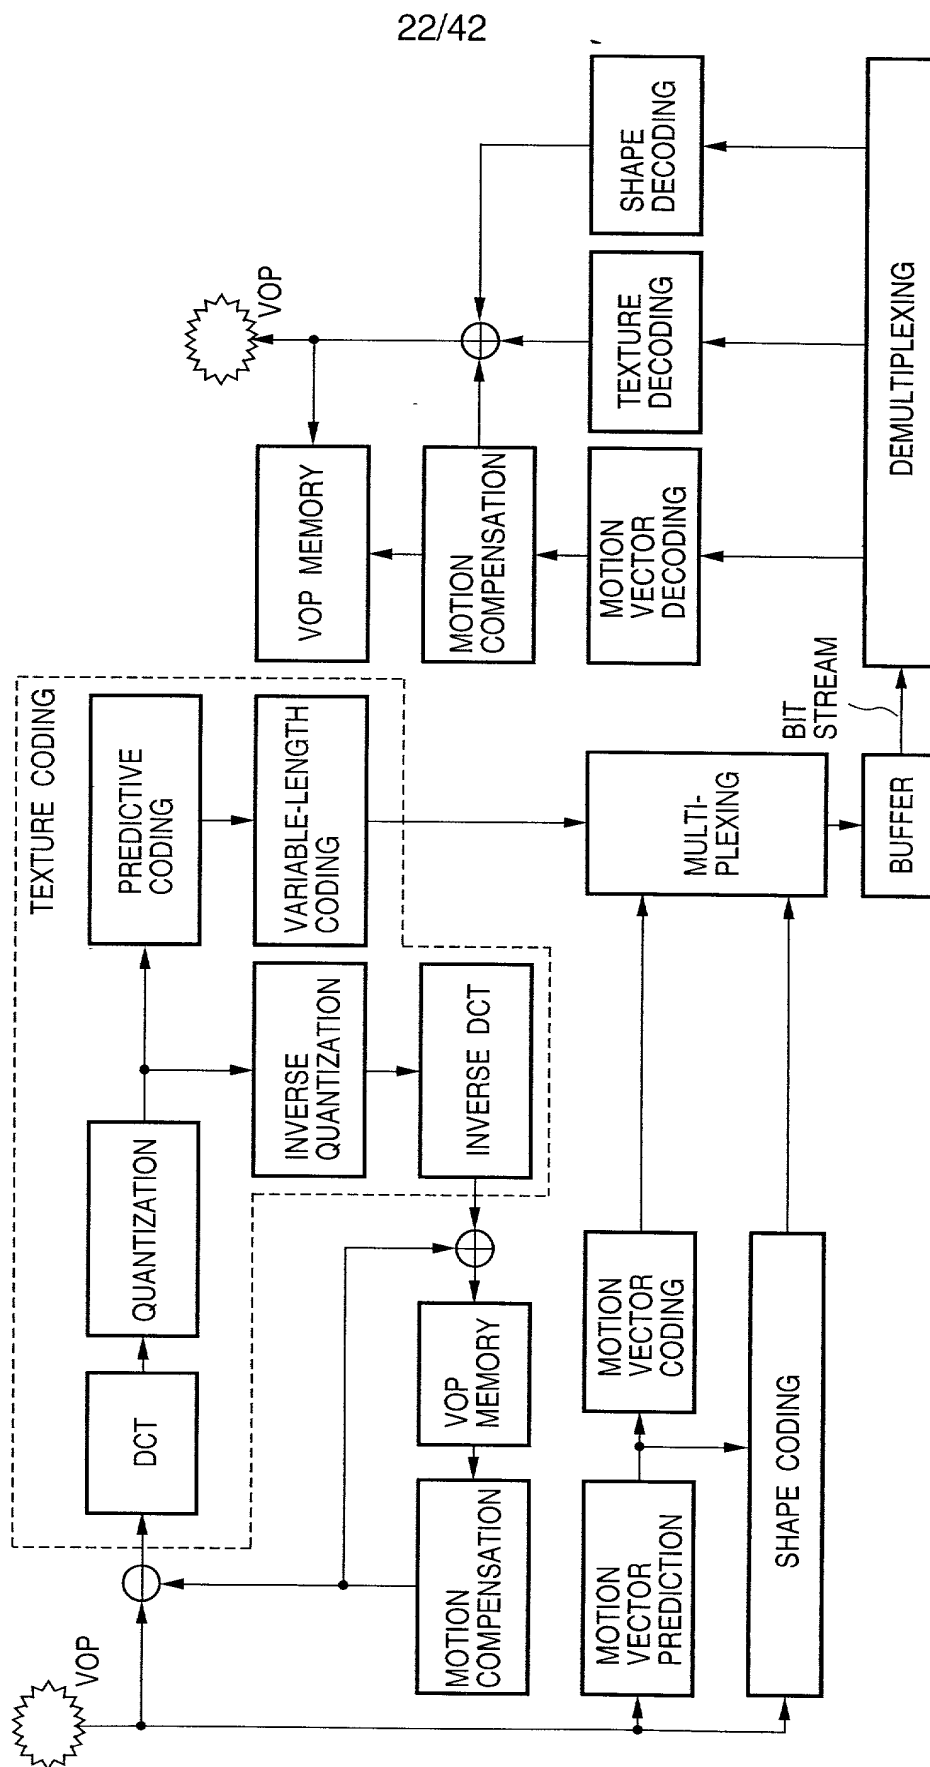 22/42
VOP
DCT
QUANTIZATION
TEXTURE CODING
PREDICTIVE
CODING
VARIABLE-LENGTH
CODING
INVERSE
QUANTIZATION
INVERSE DCT
VOP
MEMORY
MOTION
COMPENSATION
MOTION
VECTOR
PREDICTION
MOTION
VECTOR
CODING
SHAPE CODING
MULTI-
PLEXING
BUFFER
BIT
STREAM
DEMULTIPLEXING
MOTION
VECTOR
DECODING
TEXTURE
DECODING
SHAPE
DECODING
MOTION
COMPENSATION
VOP MEMORY
VOP